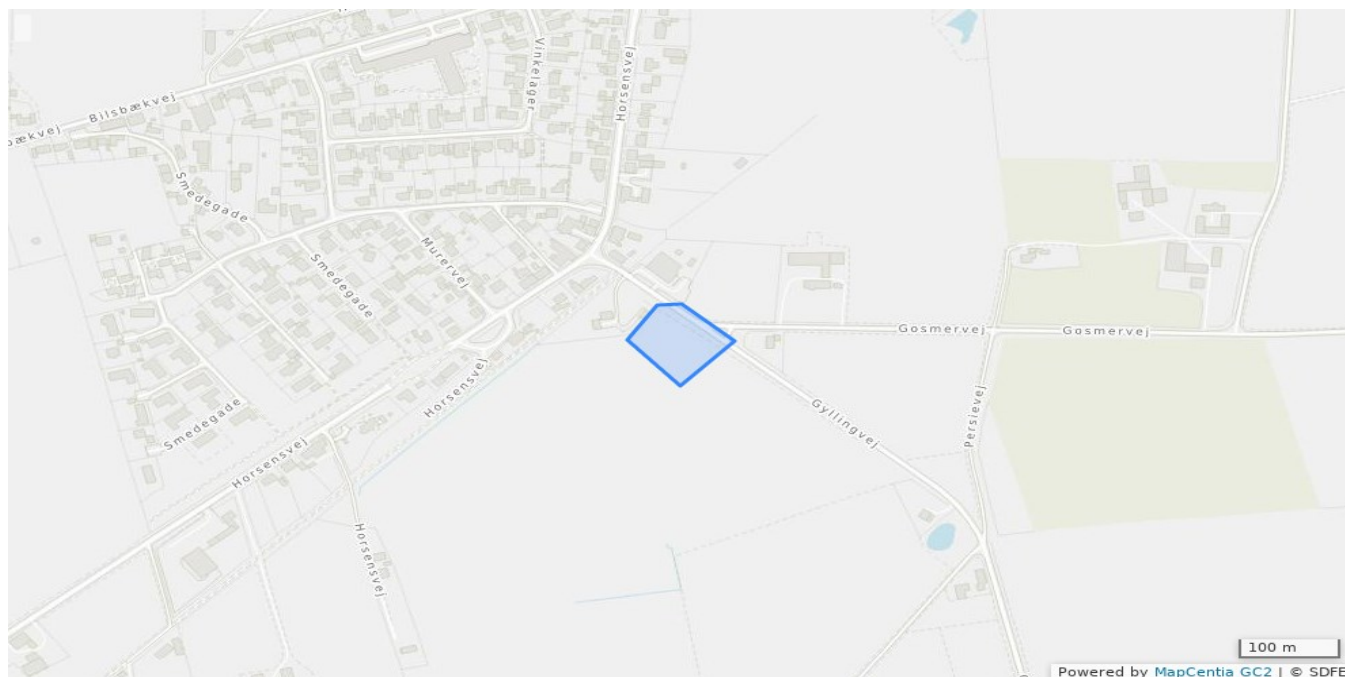 Vinkelager
Horsensvej
Bilsbækvej
bækvej
Smedegade
Murervej
Smedegade
Gosmervej
Gosmervej
Horsensvej
Gyllingvej
Persievej
Smedegade
Horsensvej
Horsensvej
100 m
Powered by MapCentia GC2 | © SDFE